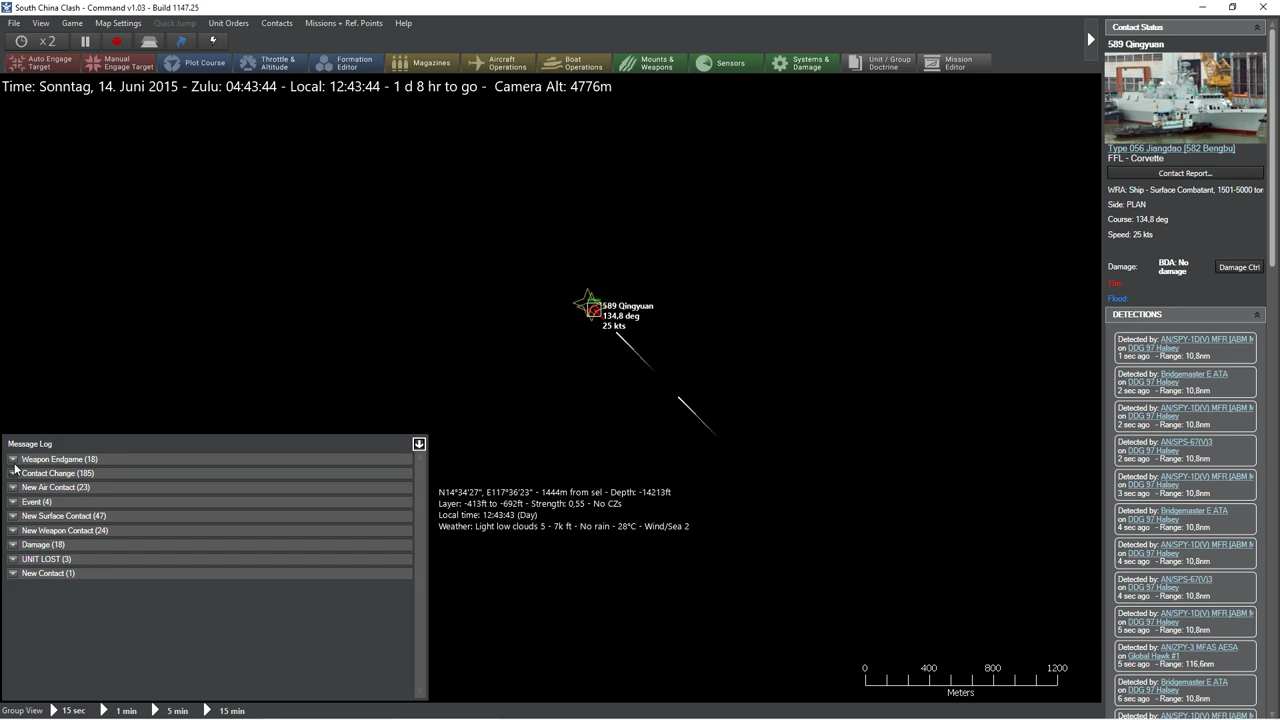 South China Clash - Command v1.03 - Build 1147.25
File View Game Map Settings Quick Jump Unit Orders Contacts Missions + Ref. Points Help
x 2
Auto Engage Target
Manual Engage Target
Plot Course
Throttle & Altitude
Formation Editor
Magazines
Aircraft Operations
Boat Operations
Mounts & Weapons
Sensors
Systems & Damage
Unit / Group Doctrine
Mission Editor
Time: Sonntag, 14. Juni 2015 - Zulu: 04:43:44 - Local: 12:43:44 - 1 d 8 hr to go - Camera Alt: 4776m
589 Qingyuan
134,8 deg
25 kts
Message Log
Weapon Endgame (18)
Contact Change (185)
New Air Contact (23)
Event (4)
New Surface Contact (47)
New Weapon Contact (24)
Damage (18)
UNIT LOST (3)
New Contact (1)
N14°34'27", E117°36'23" - 1444m from sel - Depth: -14213ft
Layer: -413ft to -692ft - Strength: 0,55 - No CZs
Local time: 12:43:43 (Day)
Weather: Light low clouds 5 - 7k ft - No rain - 28°C - Wind/Sea 2
0 400 800 1200
Meters
Group View 15 sec 1 min 5 min 15 min
Contact Status
589 Qingyuan
Type 056 Jiangdao [582 Bengbu]
FFL - Corvette
Contact Report...
WRA: Ship - Surface Combatant, 1501-5000 ton
Side: PLAN
Course: 134,8 deg
Speed: 25 kts
Damage: BDA: No damage Damage Ctrl
Fire:
Flood:
DETECTIONS
Detected by: AN/SPY-1D(V) MFR [ABM M
on DDG 97 Halsey
1 sec ago - Range: 10,8nm
Detected by: Bridgemaster E ATA
on DDG 97 Halsey
2 sec ago - Range: 10,8nm
Detected by: AN/SPY-1D(V) MFR [ABM M
on DDG 97 Halsey
2 sec ago - Range: 10,8nm
Detected by: AN/SPS-67(V)3
on DDG 97 Halsey
2 sec ago - Range: 10,8nm
Detected by: AN/SPY-1D(V) MFR [ABM M
on DDG 97 Halsey
3 sec ago - Range: 10,8nm
Detected by: Bridgemaster E ATA
on DDG 97 Halsey
4 sec ago - Range: 10,8nm
Detected by: AN/SPY-1D(V) MFR [ABM M
on DDG 97 Halsey
4 sec ago - Range: 10,8nm
Detected by: AN/SPS-67(V)3
on DDG 97 Halsey
4 sec ago - Range: 10,8nm
Detected by: AN/SPY-1D(V) MFR [ABM M
on DDG 97 Halsey
5 sec ago - Range: 10,8nm
Detected by: AN/ZPY-3 MFAS AESA
on Global Hawk #1
5 sec ago - Range: 116,6nm
Detected by: Bridgemaster E ATA
on DDG 97 Halsey
6 sec ago - Range: 10,8nm
Detected by: AN/SPY-1D(V) MFR [ABM M